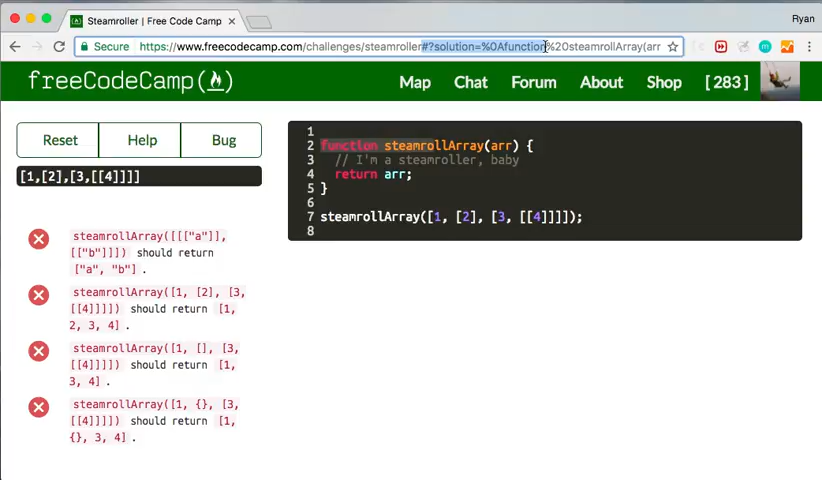 Steamroller | Free Code Camp
Ryan
Secure https://www.freecodecamp.com/challenges/steamroller#?solution=%0Afunction%20steamrollArray(arr
freeCodeCamp
Map Chat Forum About Shop [ 283 ]
Reset Help Bug
[1,[2],[3,[[4]]]]
steamrollArray([[["a"]],
[["b"]]]) should return
["a", "b"] .
steamrollArray([1, [2], [3,
[[4]]]]) should return [1,
2, 3, 4] .
steamrollArray([1, [], [3,
[[4]]]]) should return [1,
3, 4] .
steamrollArray([1, {}, [3,
[[4]]]]) should return [1,
{}, 3, 4] .
1
2 function steamrollArray(arr) {
3 // I'm a steamroller, baby
4 return arr;
5 }
6
7 steamrollArray([1, [2], [3, [[4]]]]);
8